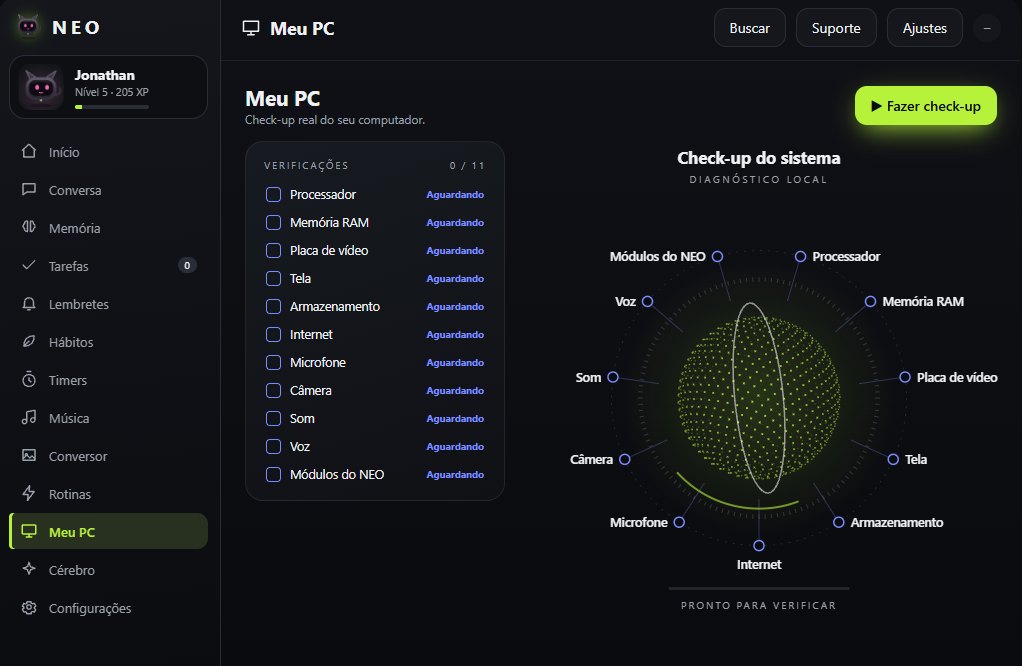 NEO
Meu PC
Buscar
Suporte
Ajustes
–
Jonathan
Nível 5 · 205 XP
Início
Conversa
Memória
Tarefas 0
Lembretes
Hábitos
Timers
Música
Conversor
Rotinas
Meu PC
Cérebro
Configurações
Meu PC
Check-up real do seu computador.
▶ Fazer check-up
VERIFICAÇÕES 0 / 11
Processador Aguardando
Memória RAM Aguardando
Placa de vídeo Aguardando
Tela Aguardando
Armazenamento Aguardando
Internet Aguardando
Microfone Aguardando
Câmera Aguardando
Som Aguardando
Voz Aguardando
Módulos do NEO Aguardando
Check-up do sistema
DIAGNÓSTICO LOCAL
Módulos do NEO
Processador
Voz
Memória RAM
Som
Placa de vídeo
Câmera
Tela
Microfone
Armazenamento
Internet
PRONTO PARA VERIFICAR